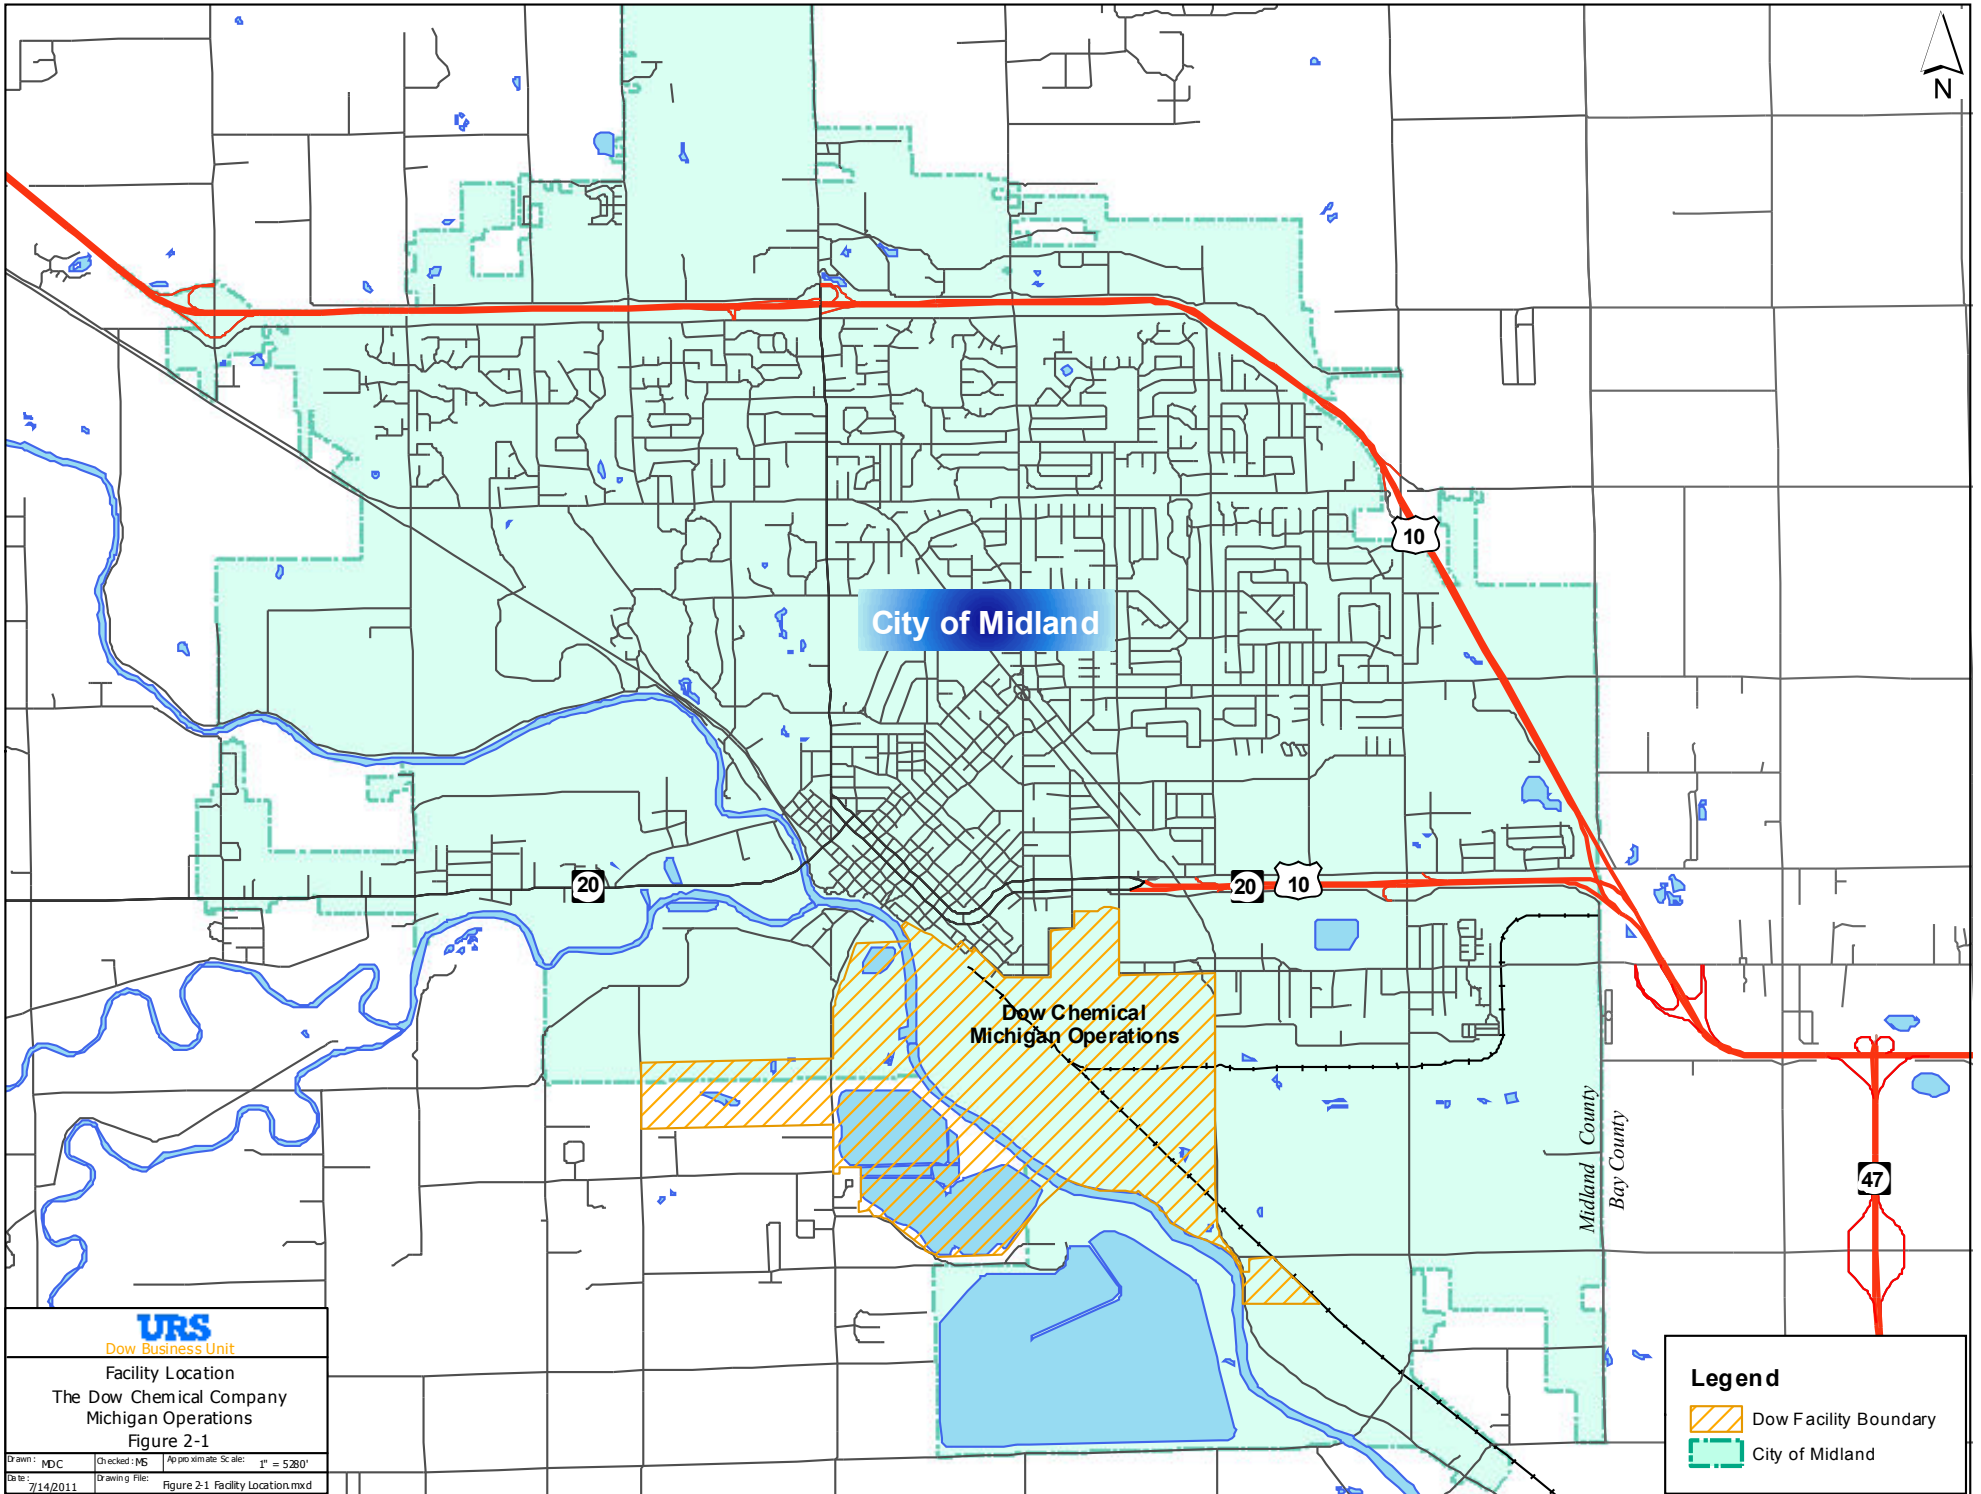 N
10
City of Midland
20
20
10
Dow Chemical
Michigan Operations
Midland County
Bay County
47
URS
Dow Business Unit
Facility Location
The Dow Chemical Company
Michigan Operations
Figure 2-1
Drawn: MDC
Checked: MS
Approximate Scale: 1" = 5280'
Date: 7/14/2011
Drawing File: Figure 2-1 Facility Location.mxd
Legend
Dow Facility Boundary
City of Midland